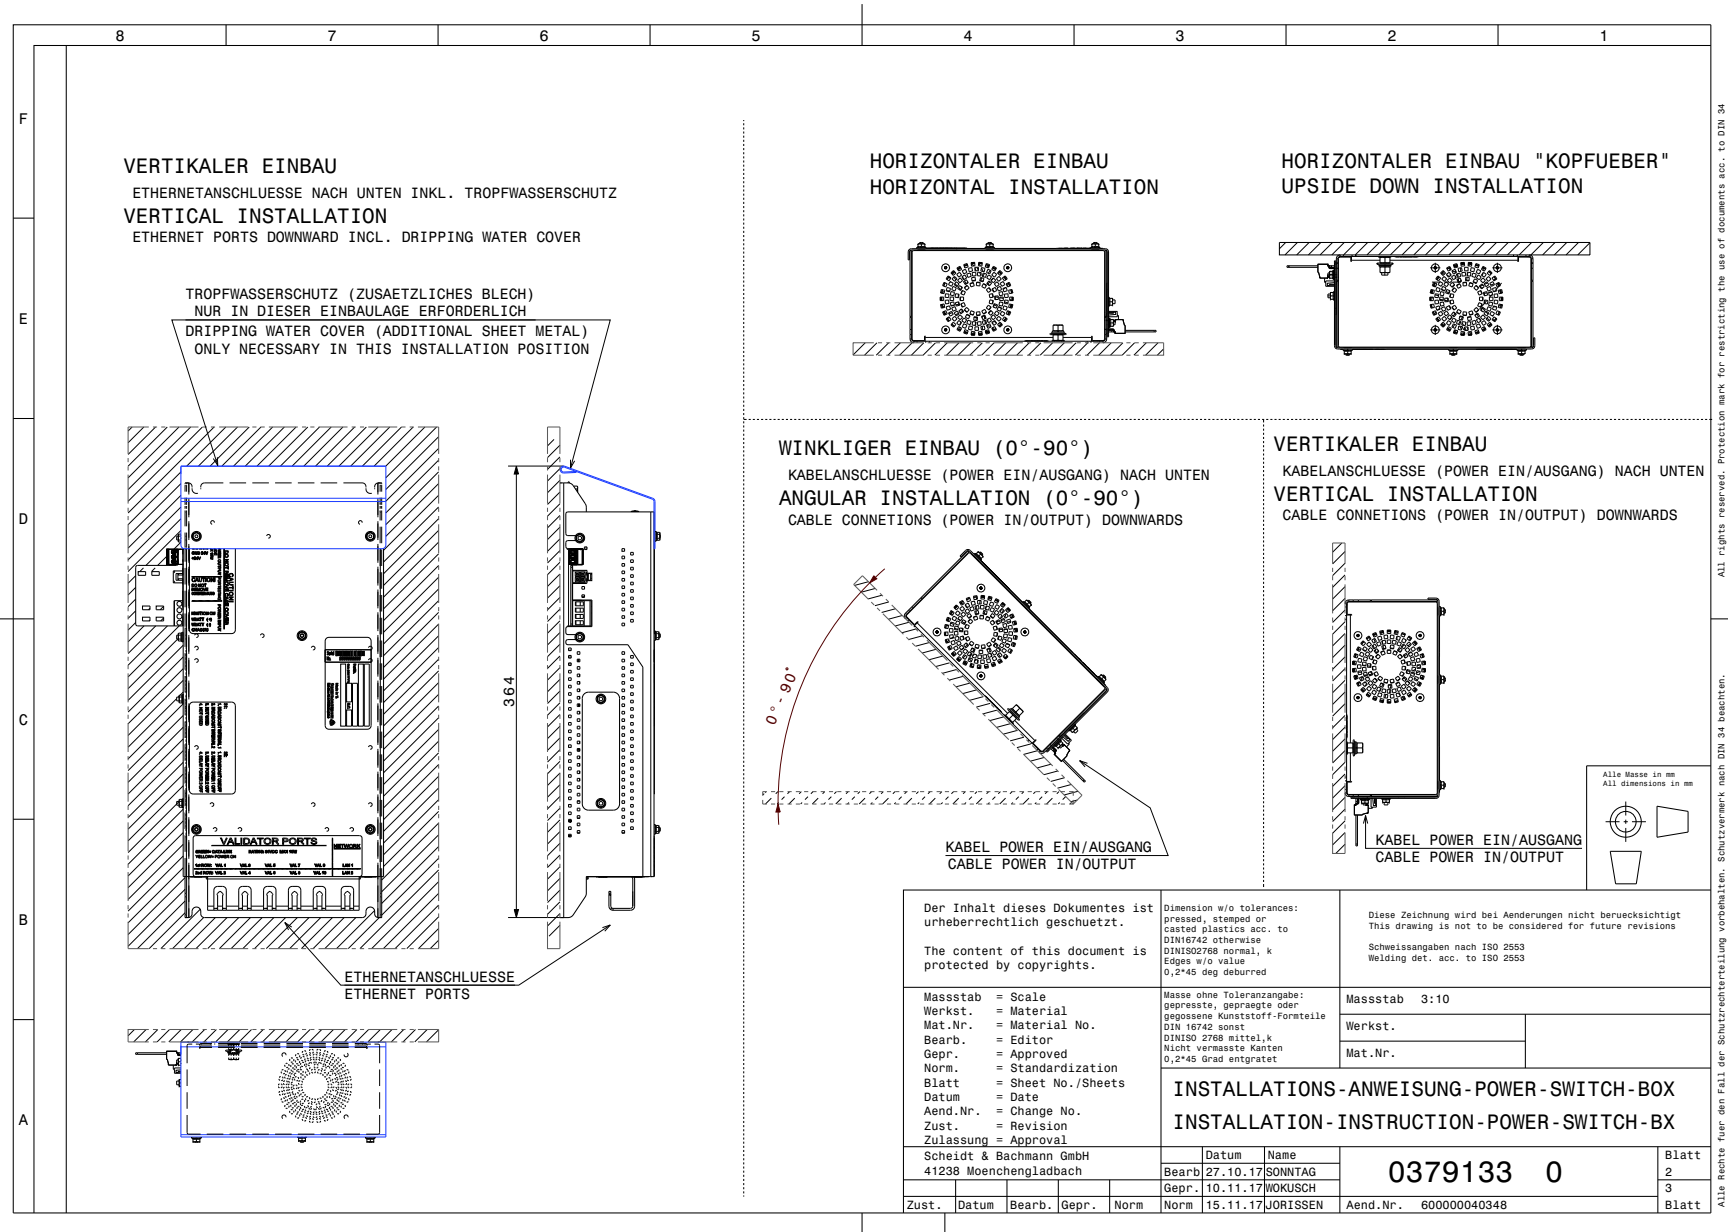 8 7 6 5 4 3 2 1
F
E
D
C
B
A
VERTIKALER EINBAU
ETHERNETANSCHLUESSE NACH UNTEN INKL. TROPFWASSERSCHUTZ
VERTICAL INSTALLATION
ETHERNET PORTS DOWNWARD INCL. DRIPPING WATER COVER
TROPFWASSERSCHUTZ (ZUSAETZLICHES BLECH)
NUR IN DIESER EINBAULAGE ERFORDERLICH
DRIPPING WATER COVER (ADDITIONAL SHEET METAL)
ONLY NECESSARY IN THIS INSTALLATION POSITION
364
VALIDATOR PORTS
NETWORK
ETHERNETANSCHLUESSE
ETHERNET PORTS
HORIZONTALER EINBAU
HORIZONTAL INSTALLATION
HORIZONTALER EINBAU "KOPFUEBER"
UPSIDE DOWN INSTALLATION
WINKLIGER EINBAU (0°-90°)
KABELANSCHLUESSE (POWER EIN/AUSGANG) NACH UNTEN
ANGULAR INSTALLATION (0°-90°)
CABLE CONNETIONS (POWER IN/OUTPUT) DOWNWARDS
0°-90°
KABEL POWER EIN/AUSGANG
CABLE POWER IN/OUTPUT
VERTIKALER EINBAU
KABELANSCHLUESSE (POWER EIN/AUSGANG) NACH UNTEN
VERTICAL INSTALLATION
CABLE CONNETIONS (POWER IN/OUTPUT) DOWNWARDS
KABEL POWER EIN/AUSGANG
CABLE POWER IN/OUTPUT
Alle Masse in mm
All dimensions in mm
Der Inhalt dieses Dokumentes ist
urheberrechtlich geschuetzt.
The content of this document is
protected by copyrights.
Dimension w/o tolerances:
pressed, stemped or
casted plastics acc. to
DIN16742 otherwise
DINISO2768 normal, k
Edges w/o value
0,2*45 deg deburred
Diese Zeichnung wird bei Aenderungen nicht beruecksichtigt
This drawing is not to be considered for future revisions
Schweissangaben nach ISO 2553
Welding det. acc. to ISO 2553
Massstab = Scale
Werkst. = Material
Mat.Nr. = Material No.
Bearb. = Editor
Gepr. = Approved
Norm. = Standardization
Blatt = Sheet No./Sheets
Datum = Date
Aend.Nr. = Change No.
Zust. = Revision
Zulassung = Approval
Masse ohne Toleranzangabe:
gepresste, gepraegte oder
gegossene Kunststoff-Formteile
DIN 16742 sonst
DINISO 2768 mittel,k
Nicht vermasste Kanten
0,2*45 Grad entgratet
Massstab 3:10
Werkst.
Mat.Nr.
INSTALLATIONS-ANWEISUNG-POWER-SWITCH-BOX
INSTALLATION-INSTRUCTION-POWER-SWITCH-BX
Scheidt & Bachmann GmbH
41238 Moenchengladbach
Zust. Datum Bearb. Gepr. Norm
Datum Name
Bearb 27.10.17 SONNTAG
Gepr. 10.11.17 WOKUSCH
Norm 15.11.17 JORISSEN
0379133 0
Aend.Nr. 600000040348
Blatt
2
3
Blatt
All rights reserved. Protection mark for restricting the use of documents acc. to DIN 34
Alle Rechte fuer den Fall der Schutzrechterteilung vorbehalten. Schutzvermerk nach DIN 34 beachten.